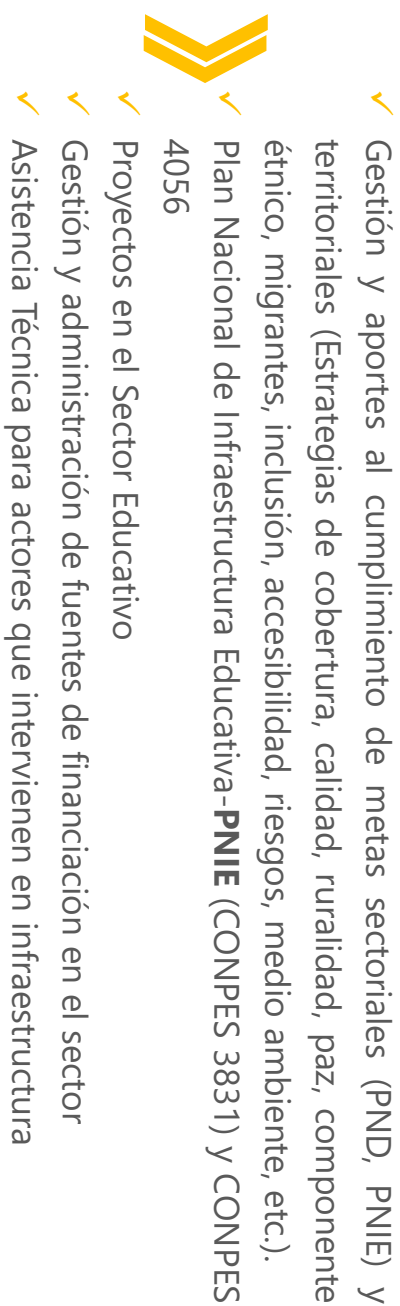 Gestión y aportes al cumplimiento de metas sectoriales (PND, PNIE) y
territoriales (Estrategias de cobertura, calidad, ruralidad, paz, componente
étnico, migrantes, inclusión, accesibilidad, riesgos, medio ambiente, etc.).
Plan Nacional de Infraestructura Educativa-PNIE (CONPES 3831) y CONPES
4056
Proyectos en el Sector Educativo
Gestión y administración de fuentes de financiación en el sector
Asistencia Técnica para actores que intervienen en infraestructura